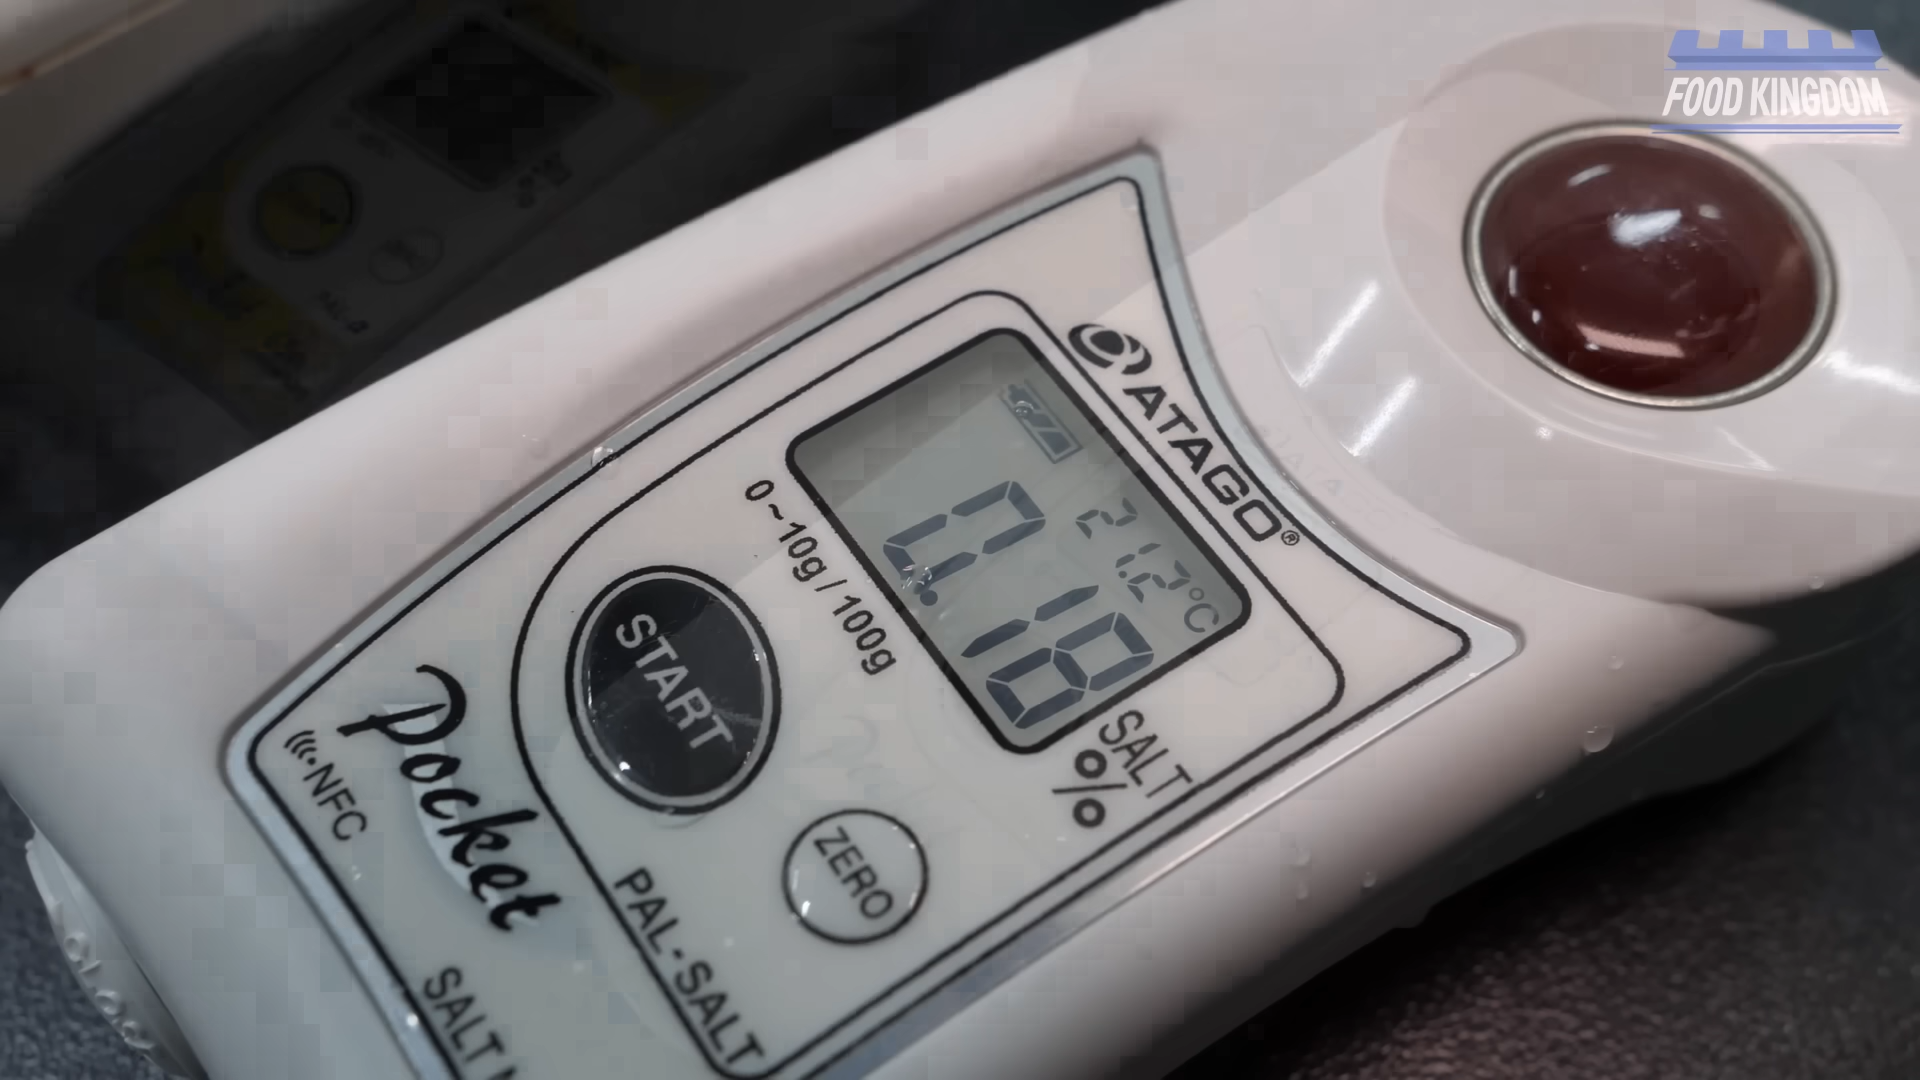 FOOD KINGDOM
ATAGO®
21.2°C
0.18
SALT
%
0~10g/100g
START
ZERO
Pocket
NFC
PAL-SALT
SALT